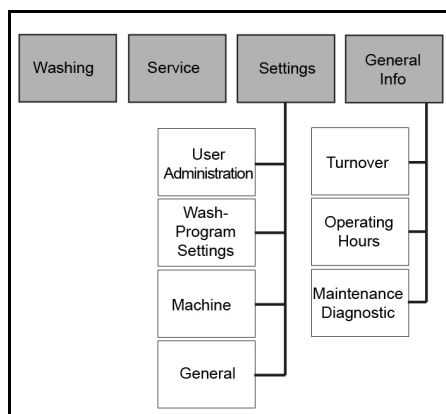 Washing
Service
Settings
General
Info
User
Administration
Wash-
Program
Settings
Machine
General
Turnover
Operating
Hours
Maintenance
Diagnostic